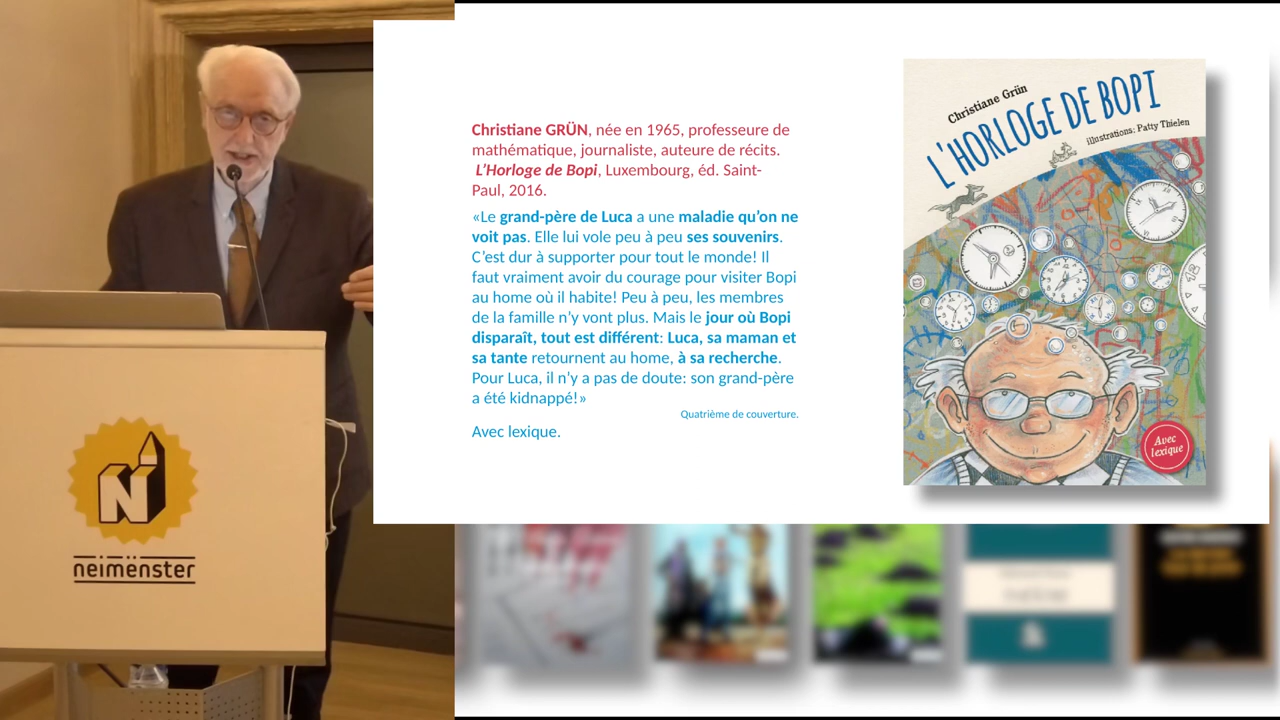 Christiane GRÜN, née en 1965, professeure de
mathématique, journaliste, auteure de récits.
L'Horloge de Bopi, Luxembourg, éd. Saint-
Paul, 2016.
«Le grand-père de Luca a une maladie qu'on ne
voit pas. Elle lui vole peu à peu ses souvenirs.
C'est dur à supporter pour tout le monde! Il
faut vraiment avoir du courage pour visiter Bopi
au home où il habite! Peu à peu, les membres
de la famille n'y vont plus. Mais le jour où Bopi
disparaît, tout est différent: Luca, sa maman et
sa tante retournent au home, à sa recherche.
Pour Luca, il n'y a pas de doute: son grand-père
a été kidnappé!»
Quatrième de couverture.
Avec lexique.
Christiane Grün
L'HORLOGE DE BOPI
illustrations: Patty Thielen
Avec
lexique
N
neimënster